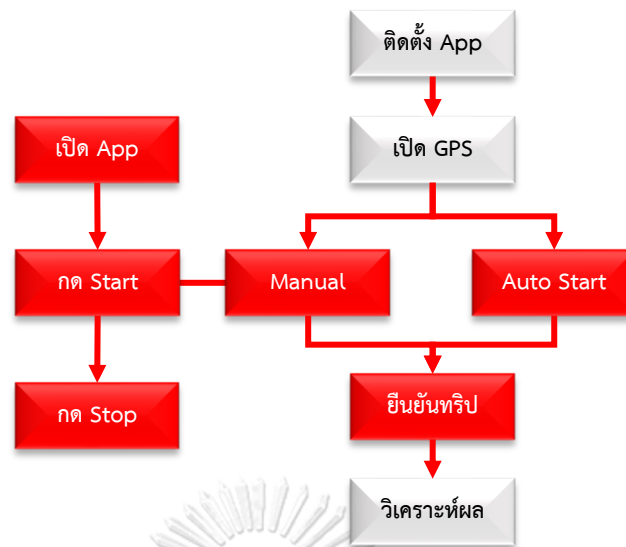 ติดตั้ง App
เปิด App
เปิด GPS
กด Start
Manual
Auto Start
กด Stop
ยืนยันทริป
วิเคราะห์ผล